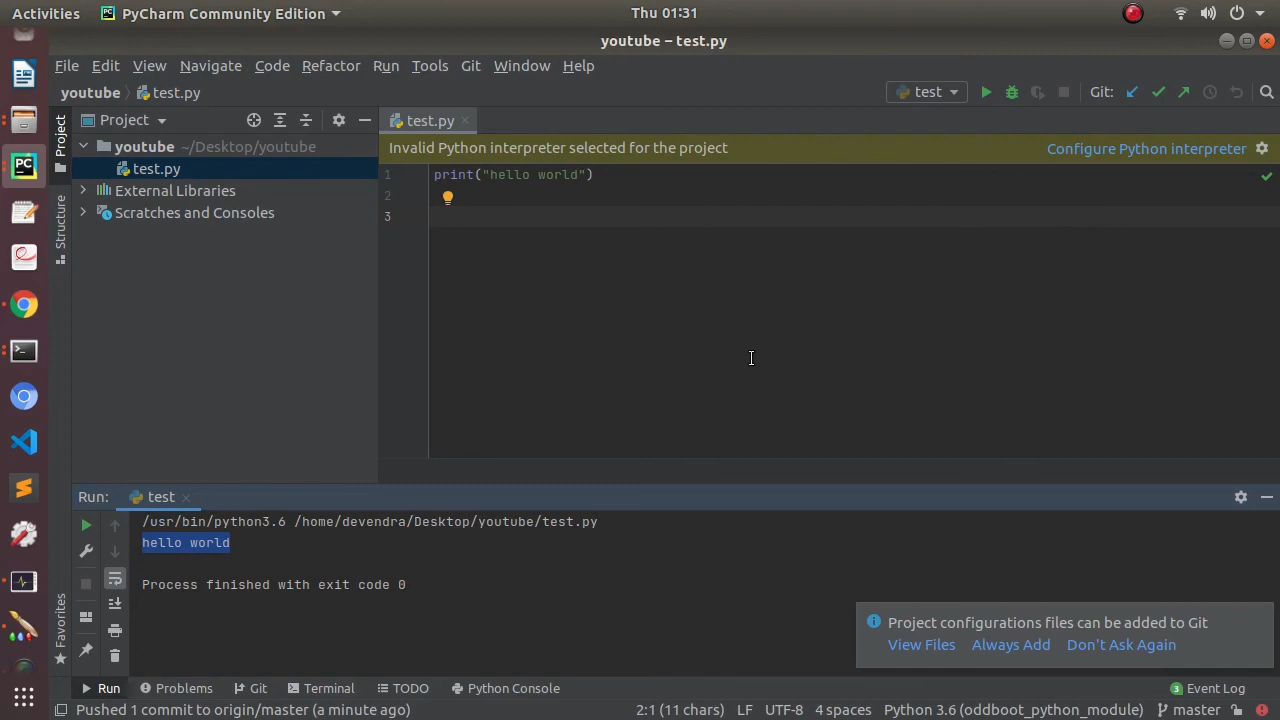 Activities PyCharm Community Edition Thu 01:31
youtube – test.py
File Edit View Navigate Code Refactor Run Tools Git Window Help
youtube test.py test Git:
Project test.py
Invalid Python interpreter selected for the project Configure Python interpreter
youtube ~/Desktop/youtube
test.py
External Libraries
Scratches and Consoles
1 print("hello world")
2
3
Project
Structure
Favorites
Run: test
/usr/bin/python3.6 /home/devendra/Desktop/youtube/test.py
hello world
Process finished with exit code 0
Project configurations files can be added to Git
View Files Always Add Don't Ask Again
Run Problems Git Terminal TODO Python Console 3 Event Log
Pushed 1 commit to origin/master (a minute ago) 2:1 (11 chars) LF UTF-8 4 spaces Python 3.6 (oddboot_python_module) master
PC